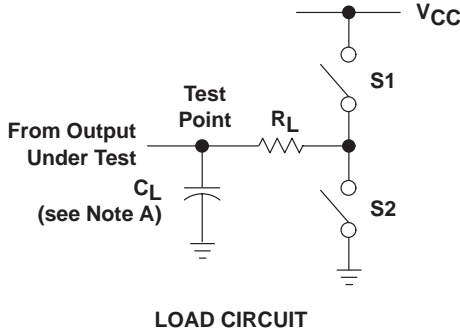 VCC
S1
Test
Point
RL
From Output
Under Test
CL
(see Note A)
S2
LOAD CIRCUIT